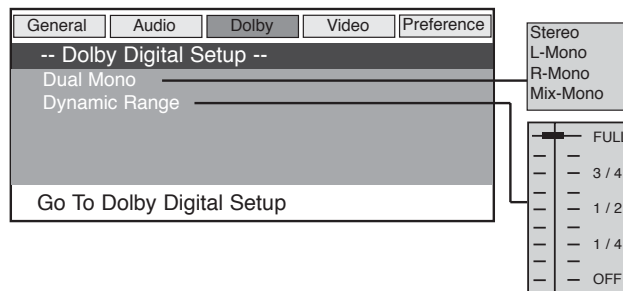 General Audio Dolby Video Preference
-- Dolby Digital Setup --
Dual Mono
Dynamic Range
Go To Dolby Digital Setup
Stereo
L-Mono
R-Mono
Mix-Mono
FULL
3 / 4
1 / 2
1 / 4
OFF